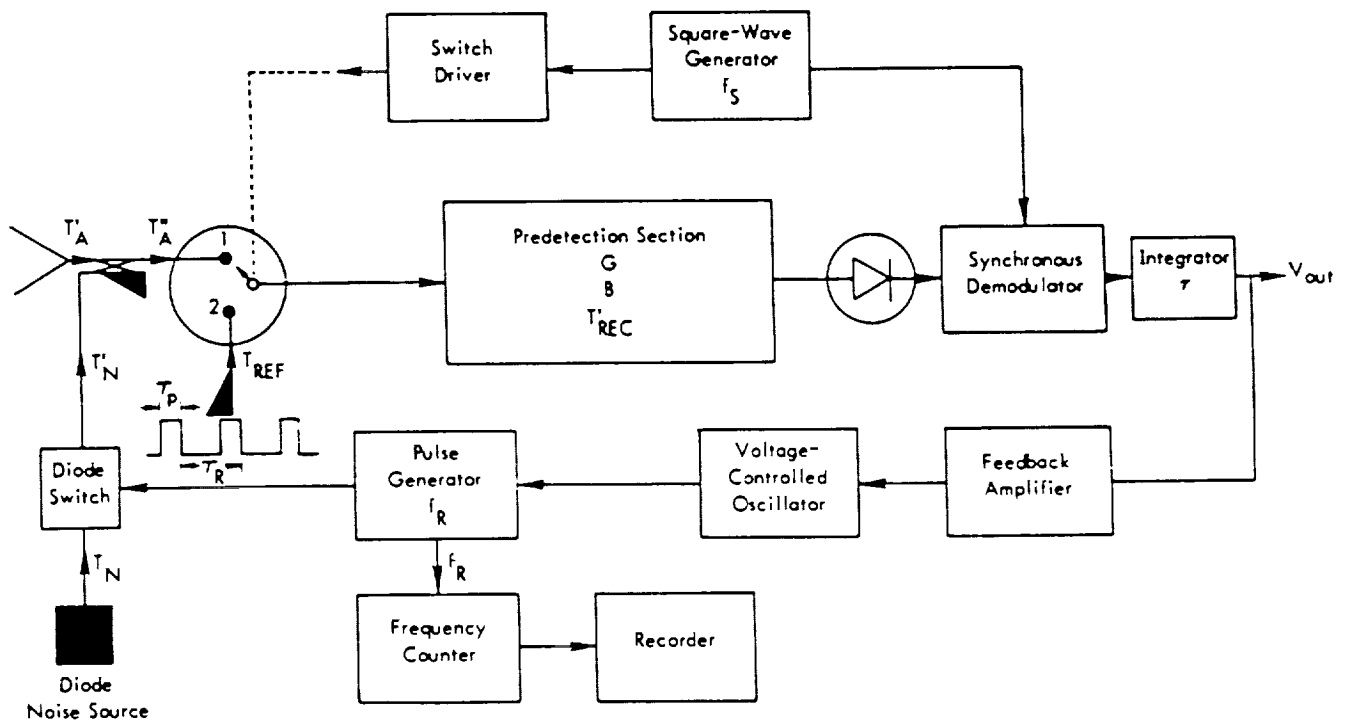 Switch
Driver
Square-Wave
Generator
f_S
T'_A
T''_A
1
2
T_REF
Predetection Section
G
B
T'_REC
Synchronous
Demodulator
Integrator
τ
V_out
T'_N
τ_p
τ_R
Diode
Switch
Pulse
Generator
f_R
Voltage-
Controlled
Oscillator
Feedback
Amplifier
T_N
f_R
Frequency
Counter
Recorder
Diode
Noise Source